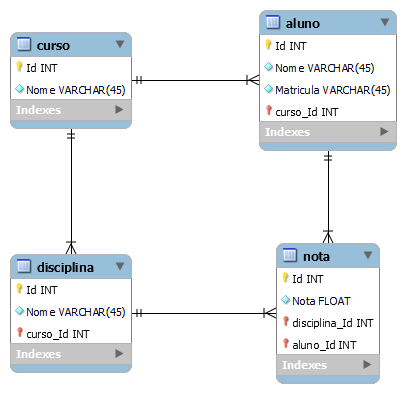 curso
Id INT
Nome VARCHAR(45)
Indexes
aluno
Id INT
Nome VARCHAR(45)
Matricula VARCHAR(45)
curso_Id INT
Indexes
disciplina
Id INT
Nome VARCHAR(45)
curso_Id INT
Indexes
nota
Id INT
Nota FLOAT
disciplina_Id INT
aluno_Id INT
Indexes